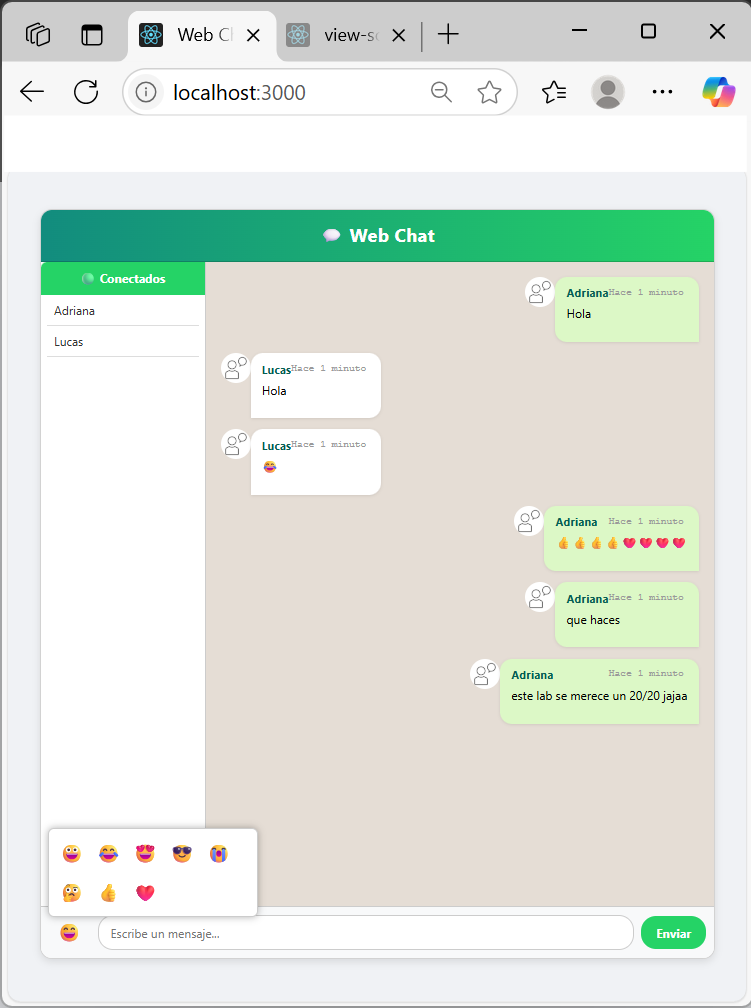 Web C
view-s
localhost:3000
💬 Web Chat
Conectados
Adriana
Lucas
Adriana Hace 1 minuto
Hola
Lucas Hace 1 minuto
Hola
Lucas Hace 1 minuto
😂
Adriana Hace 1 minuto
👍👍👍👍❤️❤️❤️❤️
Adriana Hace 1 minuto
que haces
Adriana Hace 1 minuto
este lab se merece un 20/20 jajaa
Escribe un mensaje...
Enviar